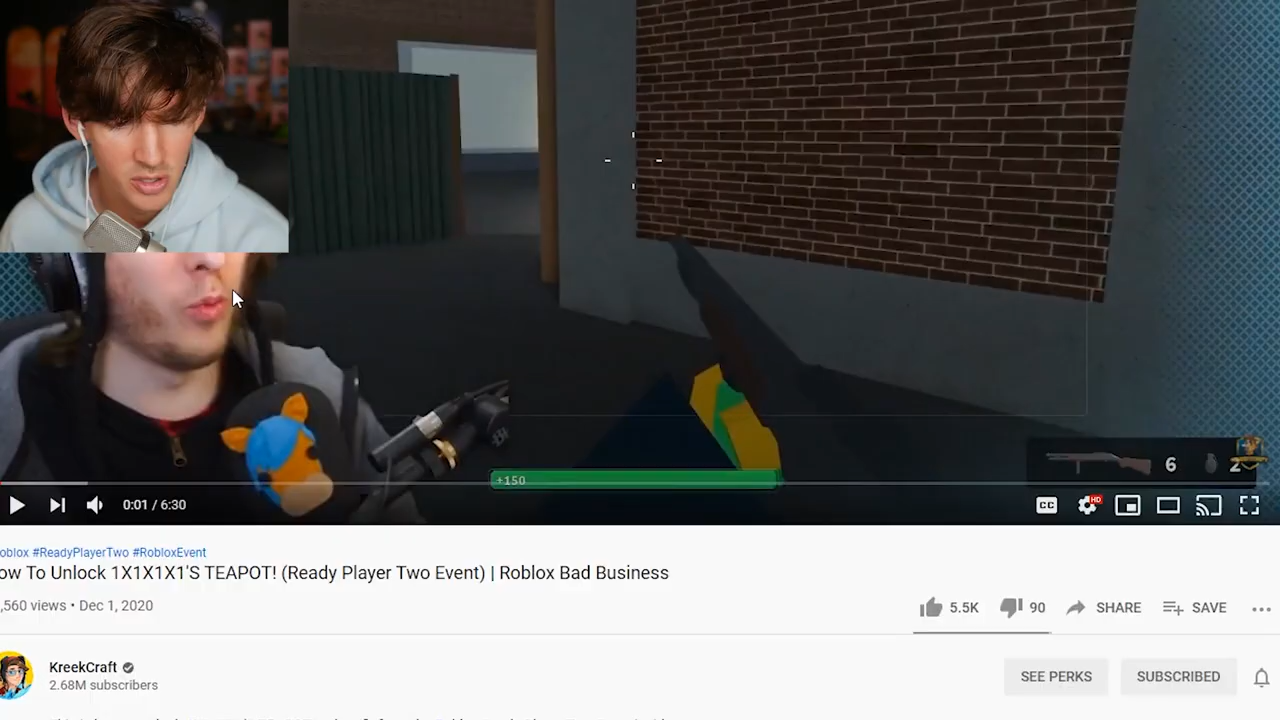 +150
6
2
0:01 / 6:30
CC
HD
oblox #ReadyPlayerTwo #RobloxEvent
ow To Unlock 1X1X1X1'S TEAPOT! (Ready Player Two Event) | Roblox Bad Business
,560 views • Dec 1, 2020
5.5K
90
SHARE
SAVE
KreekCraft
2.68M subscribers
SEE PERKS
SUBSCRIBED